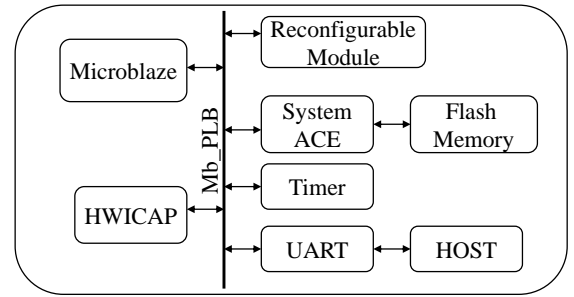 Reconfigurable
Module
Microblaze
System
ACE
Flash
Memory
Mb_PLB
Timer
HWICAP
UART
HOST